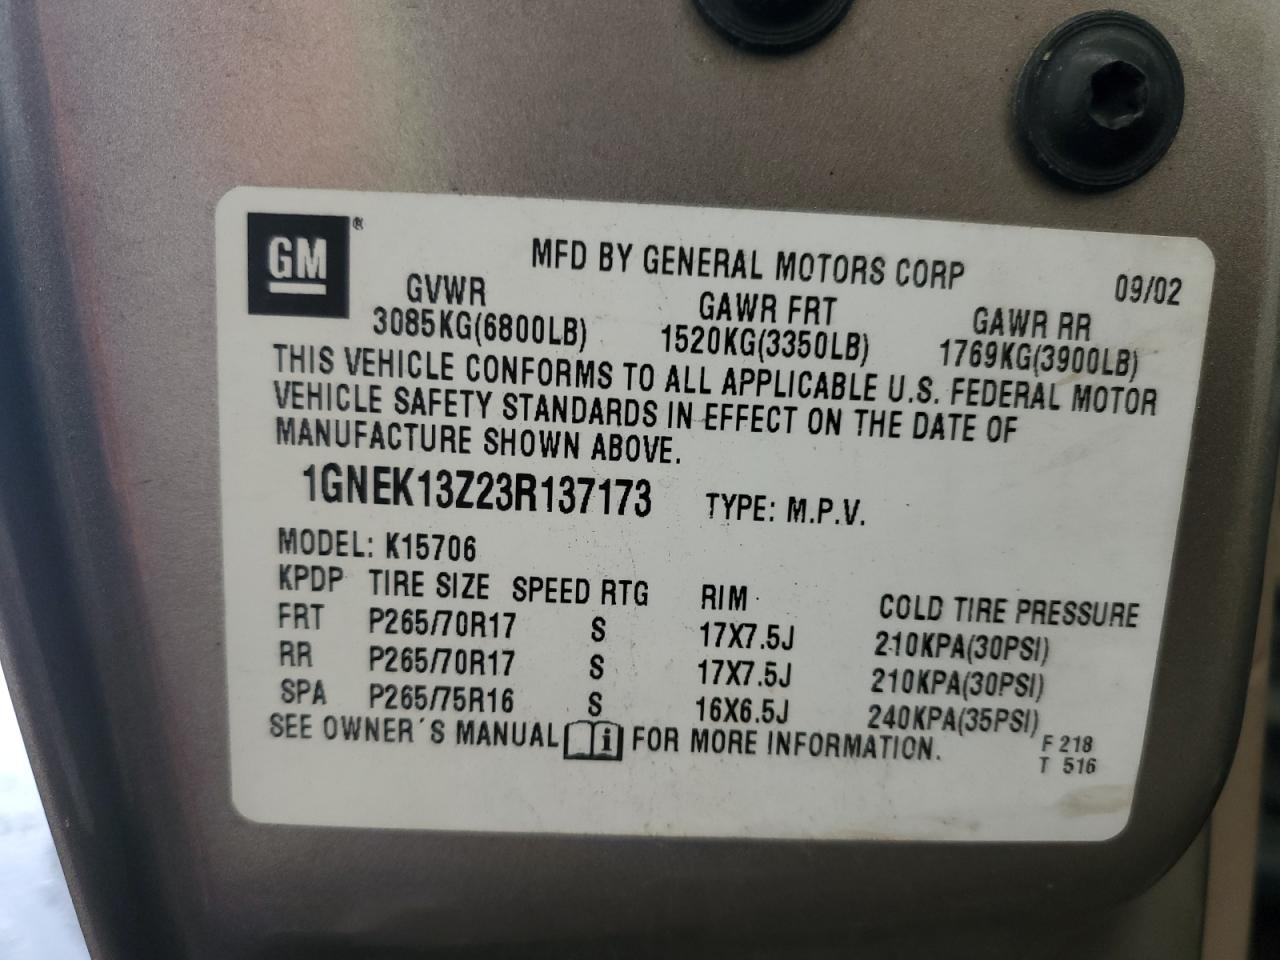 GM®
MFD BY GENERAL MOTORS CORP 09/02
GVWR GAWR FRT GAWR RR
3085KG(6800LB) 1520KG(3350LB) 1769KG(3900LB)
THIS VEHICLE CONFORMS TO ALL APPLICABLE U.S. FEDERAL MOTOR
VEHICLE SAFETY STANDARDS IN EFFECT ON THE DATE OF
MANUFACTURE SHOWN ABOVE.
1GNEK13Z23R137173 TYPE: M.P.V.
MODEL: K15706
KPDP TIRE SIZE SPEED RTG RIM COLD TIRE PRESSURE
FRT P265/70R17 S 17X7.5J 210KPA(30PSI)
RR P265/70R17 S 17X7.5J 210KPA(30PSI)
SPA P265/75R16 S 16X6.5J 240KPA(35PSI)
SEE OWNER´S MANUAL i FOR MORE INFORMATION.
F 218
T 516